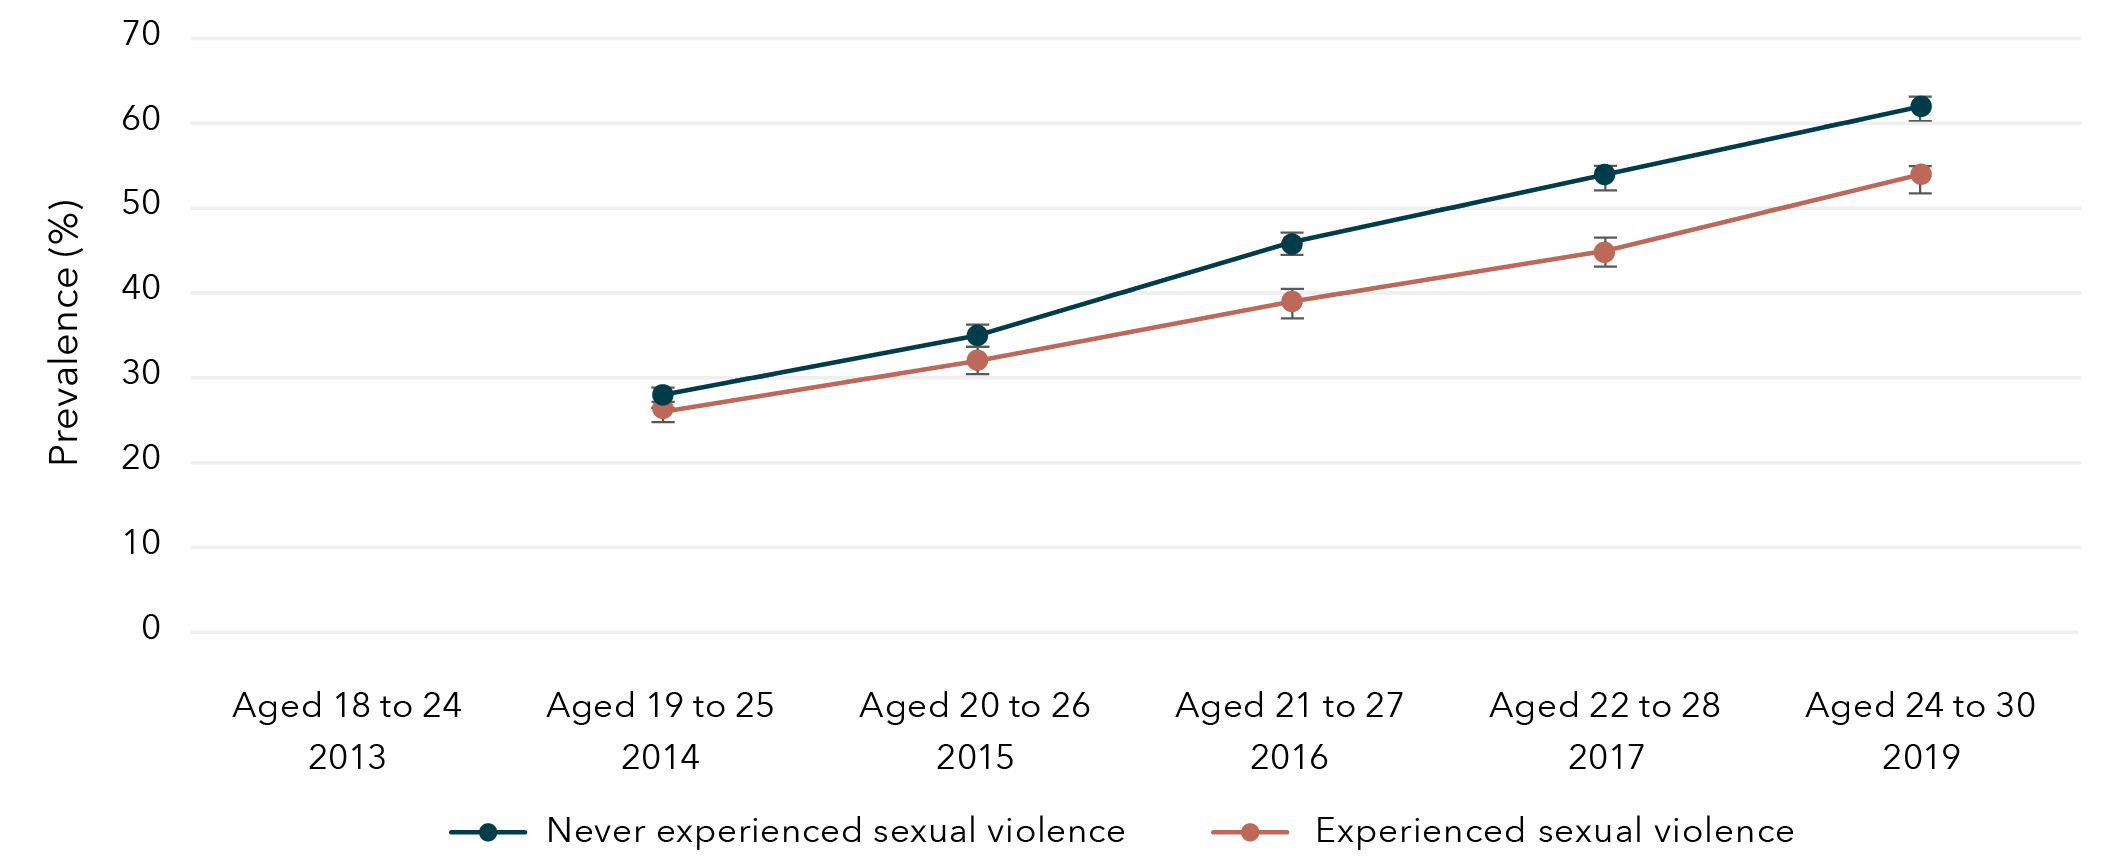 Prevalence (%)
70
60
50
40
30
20
10
0
Aged 18 to 24 Aged 19 to 25 Aged 20 to 26 Aged 21 to 27 Aged 22 to 28 Aged 24 to 30
2013 2014 2015 2016 2017 2019
Never experienced sexual violence Experienced sexual violence